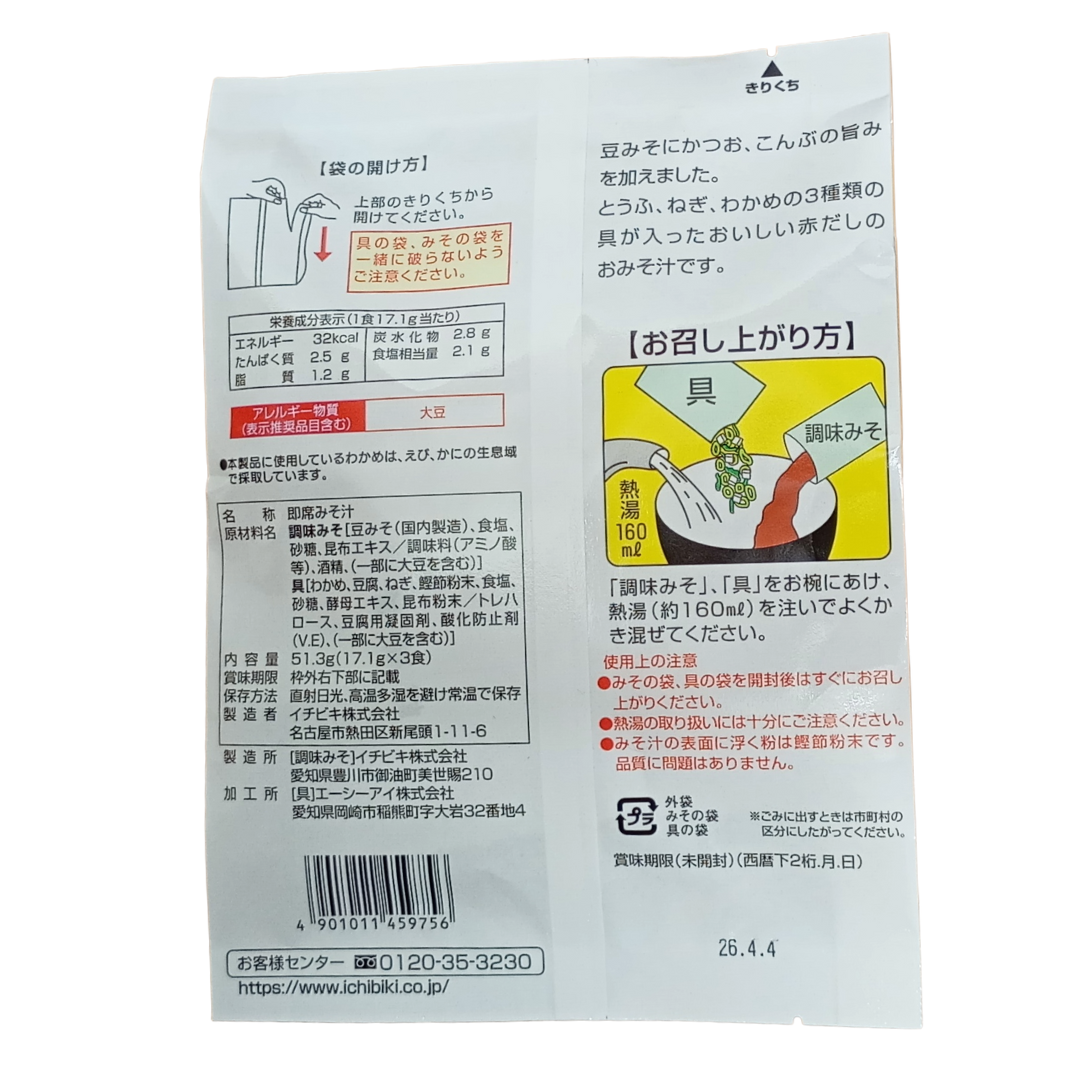 【袋の開け方】
上部のきりくちから
開けてください。
具の袋、みその袋を
一緒に破らないよう
ご注意ください。
栄養成分表示(1食17.1g当たり)
エネルギー 32kcal 炭水化物 2.8g
たんぱく質 2.5g 食塩相当量 2.1g
脂質 1.2g
アレルギー物質
(表示推奨品目含む)
大豆
●本製品に使用しているわかめは、えび、かにの生息域
で採取しています。
名称 即席みそ汁
原材料名 調味みそ[豆みそ(国内製造)、食塩、
砂糖、昆布エキス／調味料(アミノ酸
等)、酒精、(一部に大豆を含む)]
具[わかめ、豆腐、ねぎ、鰹節粉末、食塩、
砂糖、酵母エキス、昆布粉末／トレハ
ロース、豆腐用凝固剤、酸化防止剤
(V.E)、(一部に大豆を含む)]
内容量 51.3g(17.1g×3食)
賞味期限 枠外右下部に記載
保存方法 直射日光、高温多湿を避け常温で保存
製造者 イチビキ株式会社
名古屋市熱田区新尾頭1-11-6
製造所 [調味みそ]イチビキ株式会社
愛知県豊川市御油町美世賜210
加工所 [具]エーシーアイ株式会社
愛知県岡崎市稲熊町字大岩32番地4
4 901011 459756
お客様センター 0120-35-3230
https://www.ichibiki.co.jp/
▲
きりくち
豆みそにかつお、こんぶの旨み
を加えました。
とうふ、ねぎ、わかめの3種類の
具が入ったおいしい赤だしの
おみそ汁です。
【お召し上がり方】
具
調味みそ
熱湯
160
mℓ
「調味みそ」、「具」をお椀にあけ、
熱湯(約160mℓ)を注いでよくか
き混ぜてください。
使用上の注意
●みその袋、具の袋を開封後はすぐにお召し
上がりください。
●熱湯の取り扱いには十分にご注意ください。
●みそ汁の表面に浮く粉は鰹節粉末です。
品質に問題はありません。
プラ
外袋
みその袋
具の袋
※ごみに出すときは市町村の
区分にしたがってください。
賞味期限(未開封)(西暦下2桁.月.日)
26.4.4